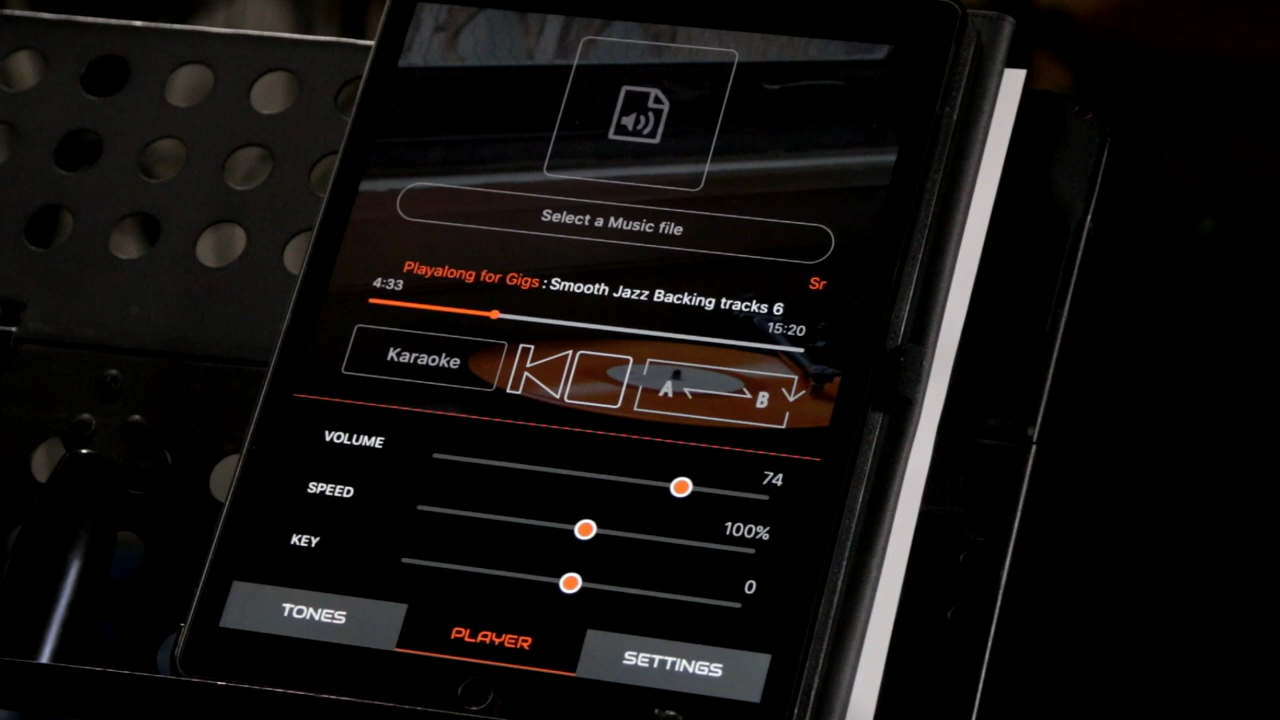 Select a Music file
Playalong for Gigs : Smooth Jazz Backing tracks 6 Sr
4:33
15:20
Karaoke
A B
VOLUME 74
SPEED 100%
KEY 0
TONES PLAYER SETTINGS